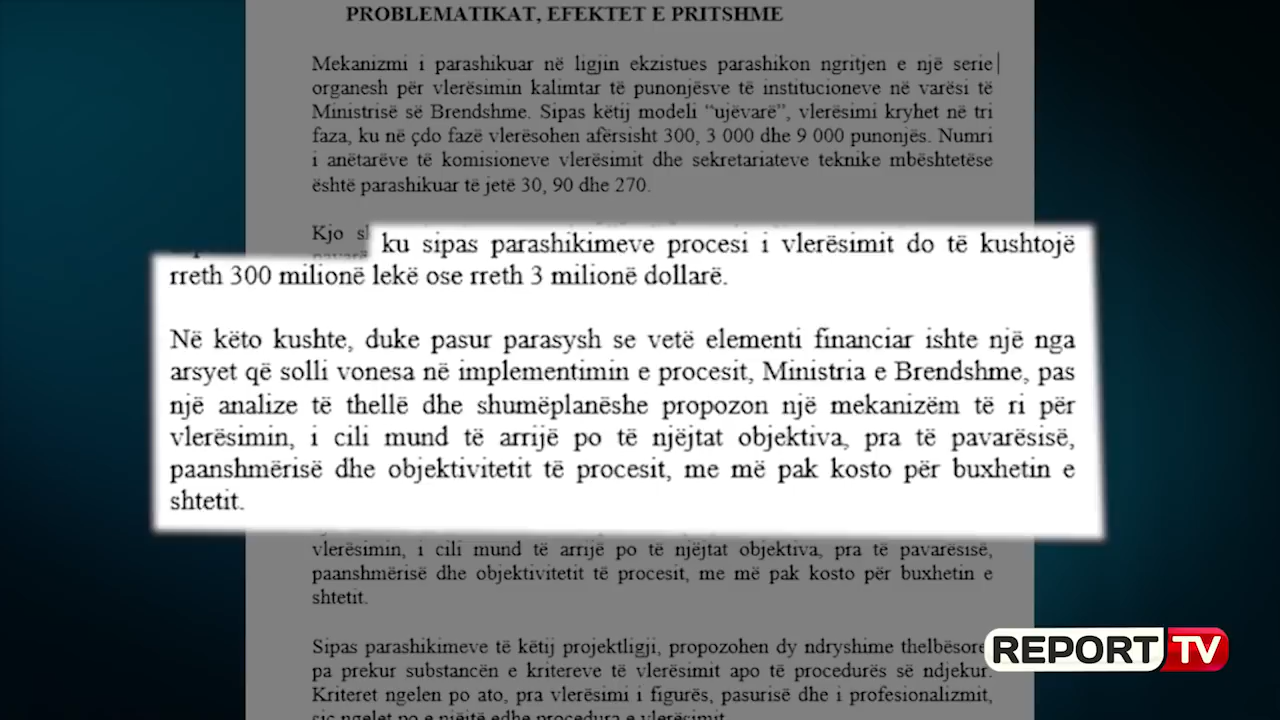 PROBLEMATIKAT, EFEKTET E PRITSHME
Mekanizmi i parashikuar në ligjin ekzistues parashikon ngritjen e një serie
organesh për vlerësimin kalimtar të punonjësve të institucioneve në varësi të
Ministrisë së Brendshme. Sipas këtij modeli “ujëvarë”, vlerësimi kryhet në tri
faza, ku në çdo fazë vlerësohen afërsisht 300, 3 000 dhe 9 000 punonjës. Numri
i anëtarëve të komisioneve vlerësimit dhe sekretariateve teknike mbështetëse
është parashikuar të jetë 30, 90 dhe 270.
Kjo
ku sipas parashikimeve procesi i vlerësimit do të kushtojë
rreth 300 milionë lekë ose rreth 3 milionë dollarë.
Në këto kushte, duke pasur parasysh se vetë elementi financiar ishte një nga
arsyet që solli vonesa në implementimin e procesit, Ministria e Brendshme, pas
një analize të thellë dhe shumëplanëshe propozon një mekanizëm të ri për
vlerësimin, i cili mund të arrijë po të njëjtat objektiva, pra të pavarësisë,
paanshmërisë dhe objektivitetit të procesit, me më pak kosto për buxhetin e
shtetit.
vlerësimin, i cili mund të arrijë po të njëjtat objektiva, pra të pavarësisë,
paanshmërisë dhe objektivitetit të procesit, me më pak kosto për buxhetin e
shtetit.
Sipas parashikimeve të këtij projektligji, propozohen dy ndryshime thelbësore
pa prekur substancën e kritereve të vlerësimit apo të procedurës së ndjekur.
Kriteret ngelen po ato, pra vlerësimi i figurës, pasurisë dhe i profesionalizmit,
siç ngelet po e njëjtë edhe procedura e vlerësimit
REPORT TV